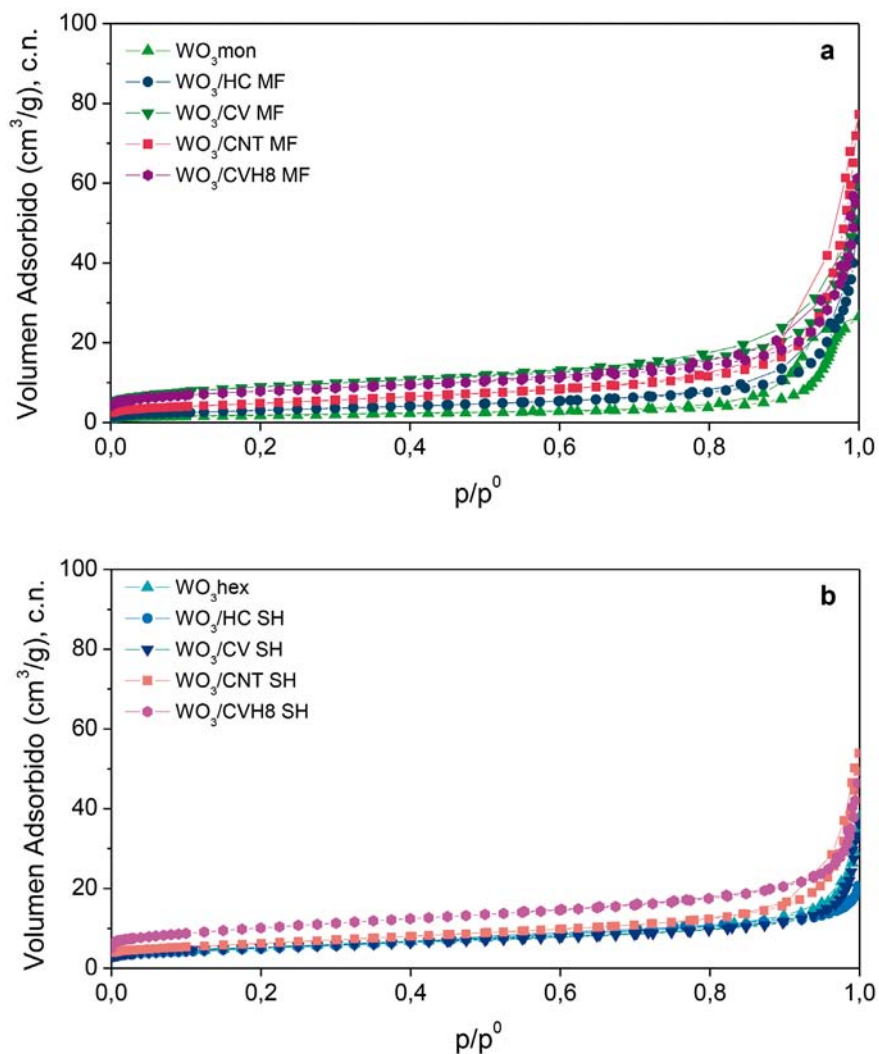 100
80
60
40
20
0
Volumen Adsorbido (cm³/g), c.n.
a
WO₃mon
WO₃/HC MF
WO₃/CV MF
WO₃/CNT MF
WO₃/CVH8 MF
0,0 0,2 0,4 0,6 0,8 1,0
p/p⁰
100
80
60
40
20
0
Volumen Adsorbido (cm³/g), c.n.
b
WO₃hex
WO₃/HC SH
WO₃/CV SH
WO₃/CNT SH
WO₃/CVH8 SH
0,0 0,2 0,4 0,6 0,8 1,0
p/p⁰